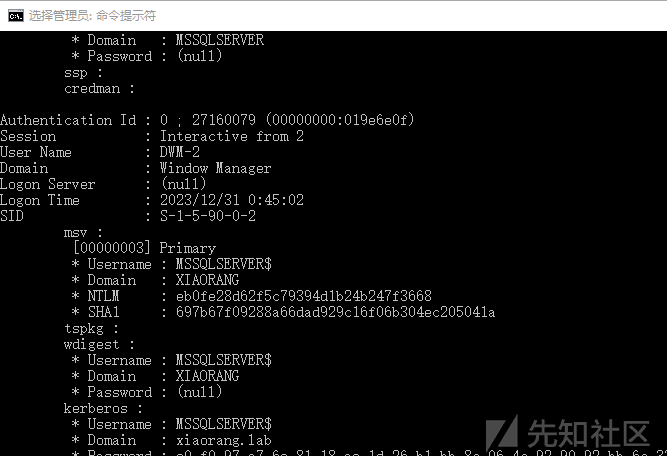 选择管理员: 命令提示符
* Domain : MSSQLSERVER
* Password : (null)
ssp :
credman :
Authentication Id : 0 ; 27160079 (00000000:019e6e0f)
Session : Interactive from 2
User Name : DWM-2
Domain : Window Manager
Logon Server : (null)
Logon Time : 2023/12/31 0:45:02
SID : S-1-5-90-0-2
msv :
[00000003] Primary
* Username : MSSQLSERVER$
* Domain : XIAORANG
* NTLM : eb0fe28d62f5c79394d1b24b247f3668
* SHA1 : 697b67f09288a66dad929c16f06b304ec205041a
tspkg :
wdigest :
* Username : MSSQLSERVER$
* Domain : XIAORANG
* Password : (null)
kerberos :
* Username : MSSQLSERVER$
* Domain : xiaorang.lab
* Password :
先知社区